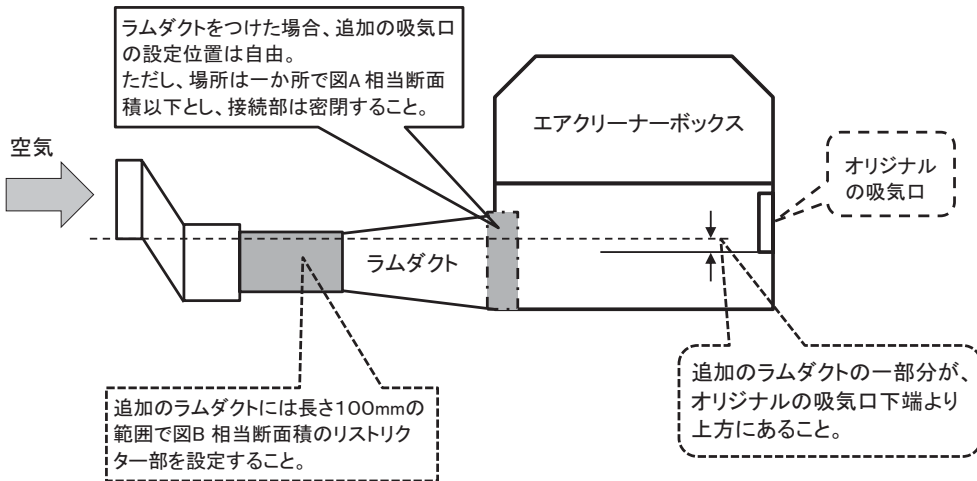 ラムダクトをつけた場合、追加の吸気口
の設定位置は自由。
ただし、場所は一か所で図A 相当断面
積以下とし、接続部は密閉すること。
空気
エアクリーナーボックス
オリジナル
の吸気口
ラムダクト
追加のラムダクトの一部分が、
オリジナルの吸気口下端より
上方にあること。
追加のラムダクトには長さ100mmの
範囲で図B 相当断面積のリストリク
ター部を設定すること。